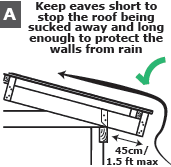 A
Keep eaves short to
stop the roof being
sucked away and long
enough to protect the
walls from rain
45cm/
1.5 ft max